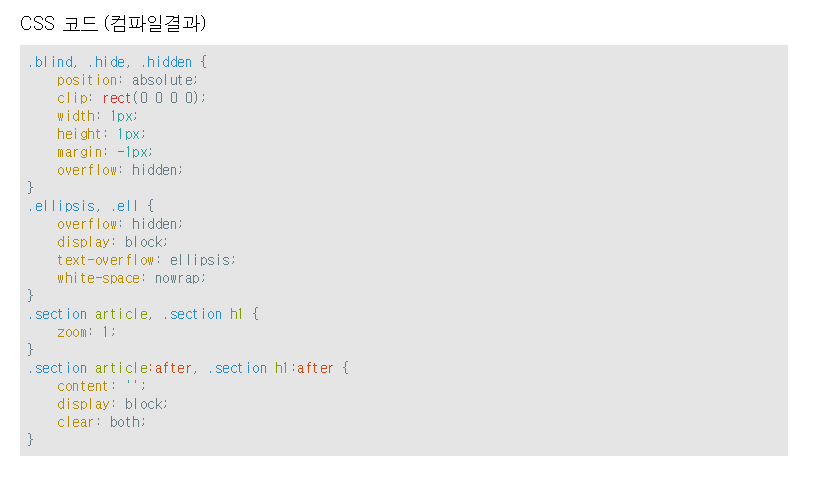 CSS 코드 (컴파일결과)
.blind, .hide, .hidden {
    position: absolute;
    clip: rect(0 0 0 0);
    width: 1px;
    height: 1px;
    margin: -1px;
    overflow: hidden;
}
.ellipsis, .ell {
    overflow: hidden;
    display: block;
    text-overflow: ellipsis;
    white-space: nowrap;
}
.section article, .section h1 {
    zoom: 1;
}
.section article:after, .section h1:after {
    content: '';
    display: block;
    clear: both;
}